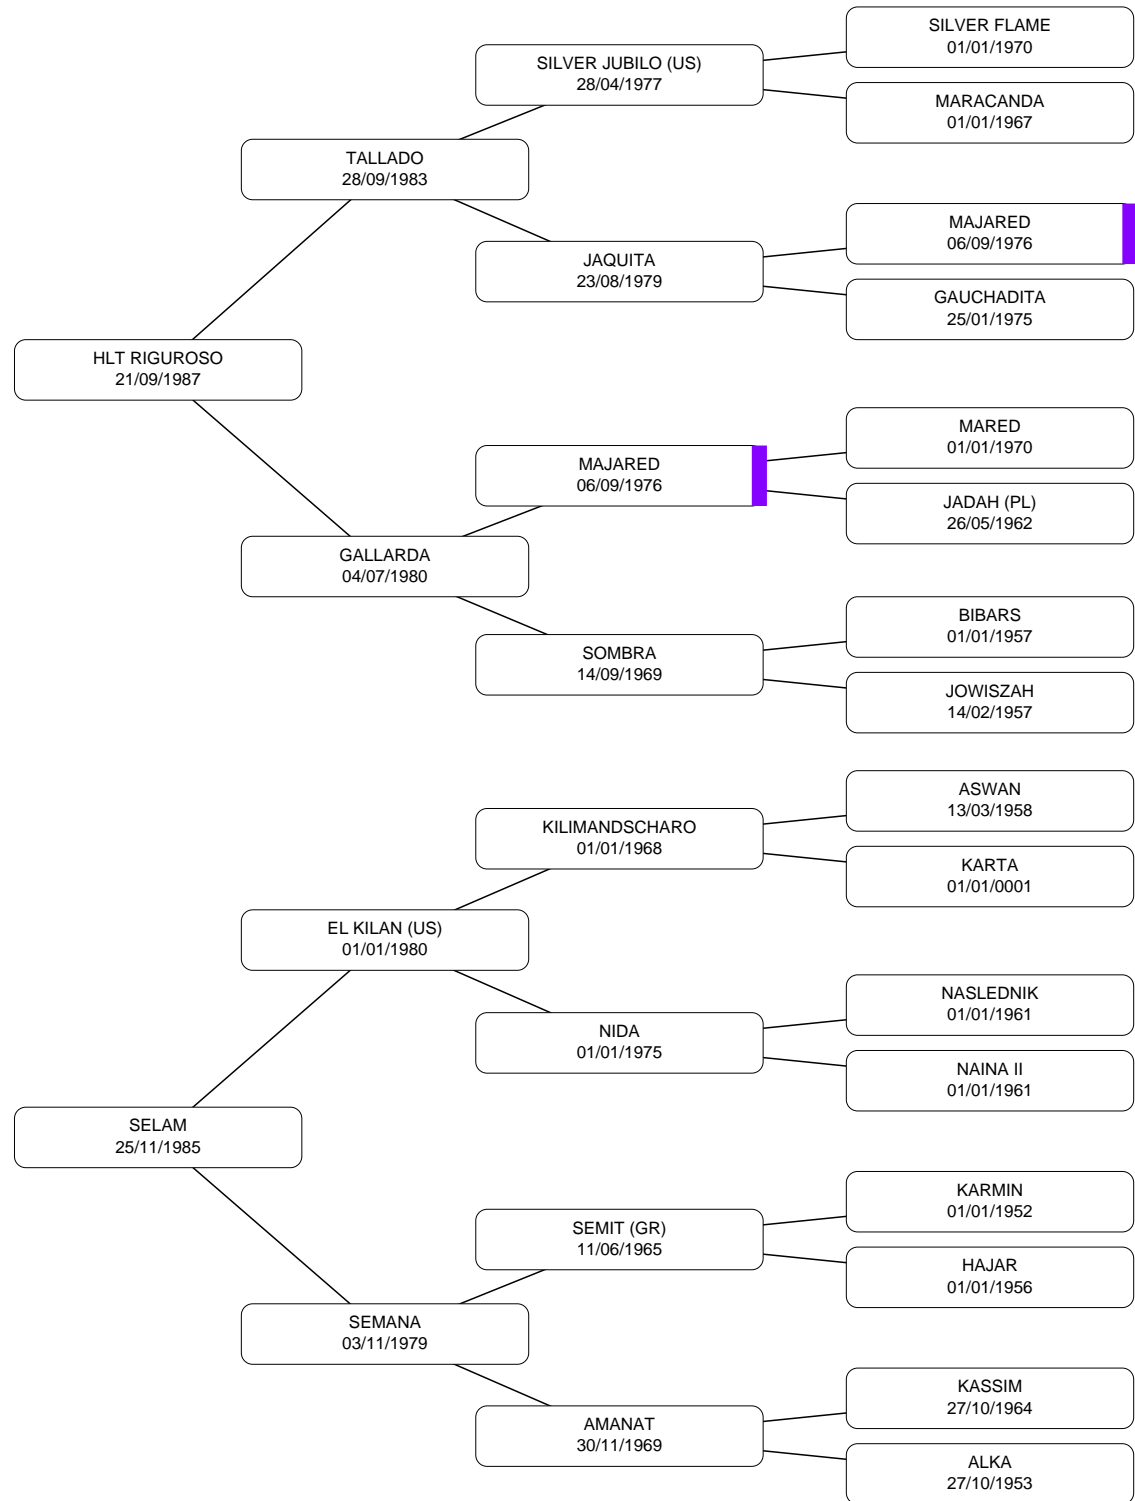 SILVER FLAME
01/01/1970
SILVER JUBILO (US)
28/04/1977
MARACANDA
01/01/1967
TALLADO
28/09/1983
MAJARED
06/09/1976
JAQUITA
23/08/1979
GAUCHADITA
25/01/1975
HLT RIGUROSO
21/09/1987
MARED
01/01/1970
MAJARED
06/09/1976
JADAH (PL)
26/05/1962
GALLARDA
04/07/1980
BIBARS
01/01/1957
SOMBRA
14/09/1969
JOWISZAH
14/02/1957
ASWAN
13/03/1958
KILIMANDSCHARO
01/01/1968
KARTA
01/01/0001
EL KILAN (US)
01/01/1980
NASLEDNIK
01/01/1961
NIDA
01/01/1975
NAINA II
01/01/1961
SELAM
25/11/1985
KARMIN
01/01/1952
SEMIT (GR)
11/06/1965
HAJAR
01/01/1956
SEMANA
03/11/1979
KASSIM
27/10/1964
AMANAT
30/11/1969
ALKA
27/10/1953